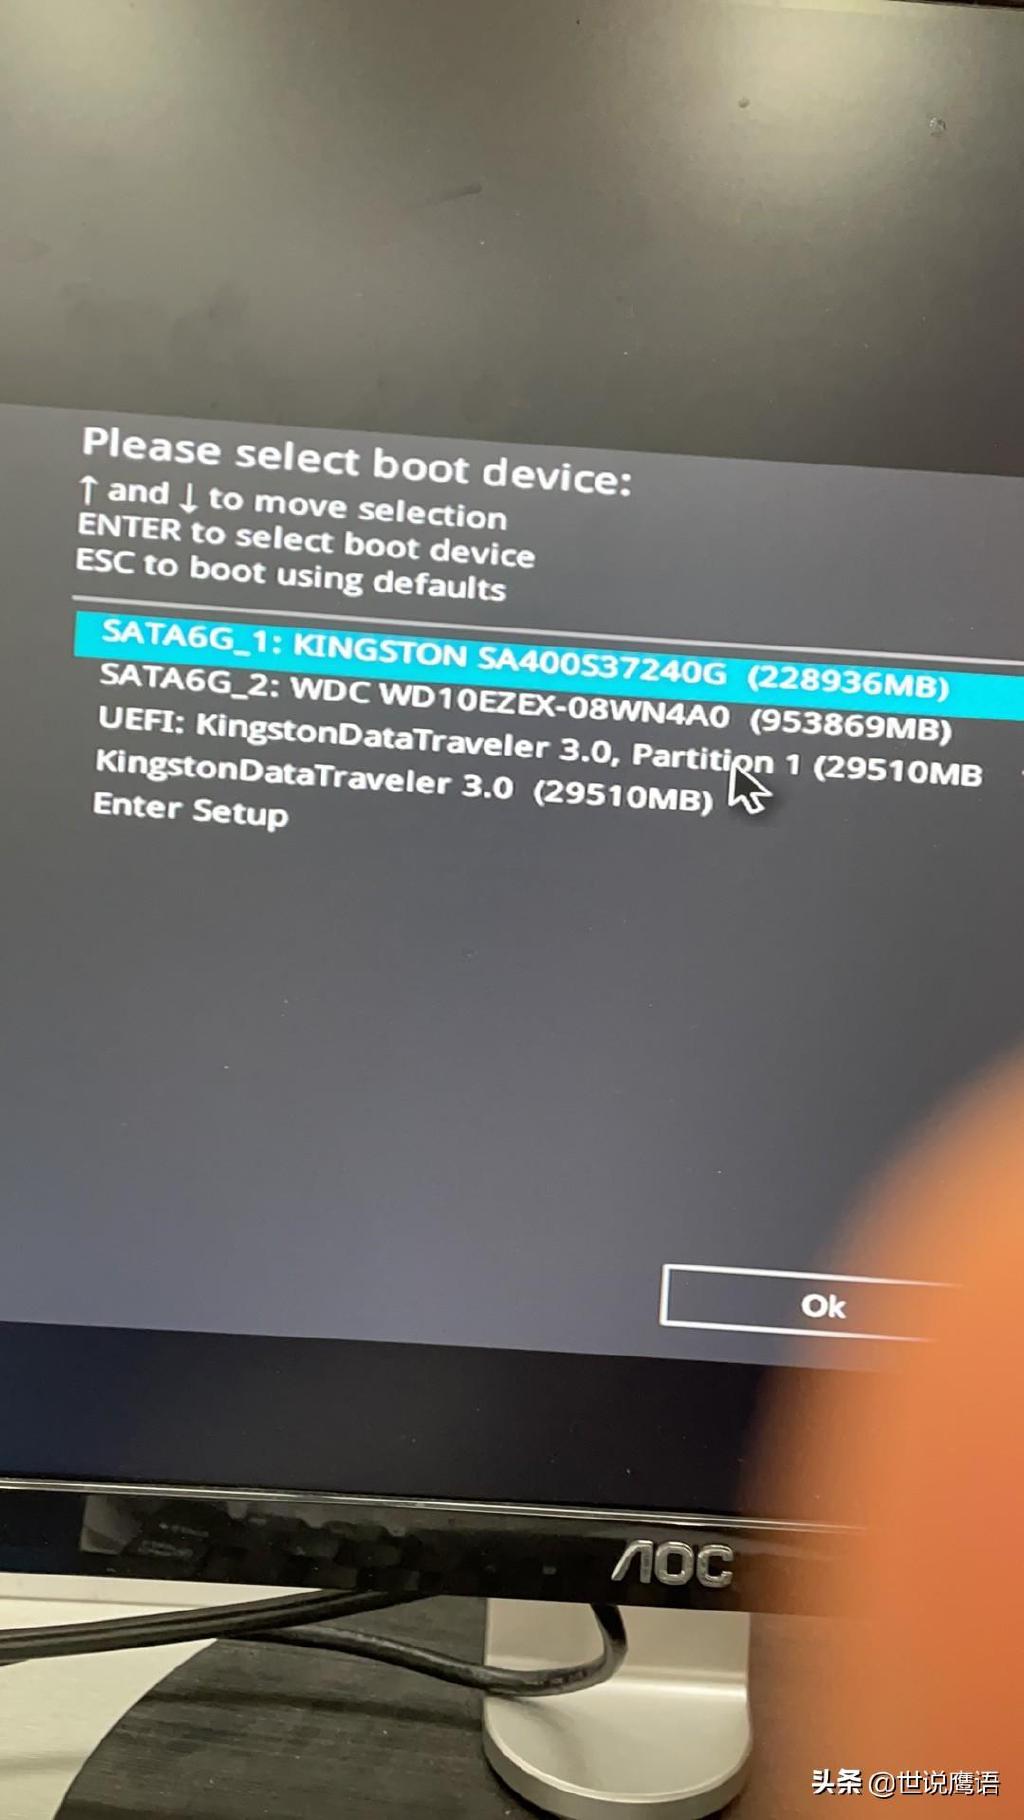 Please select boot device:
↑ and ↓ to move selection
ENTER to select boot device
ESC to boot using defaults
SATA6G_1: KINGSTON SA400S37240G (228936MB)
SATA6G_2: WDC WD10EZEX-08WN4A0 (953869MB)
UEFI: KingstonDataTraveler 3.0, Partition 1 (29510MB
KingstonDataTraveler 3.0 (29510MB)
Enter Setup
Ok
AOC
头条 @世说鹰语